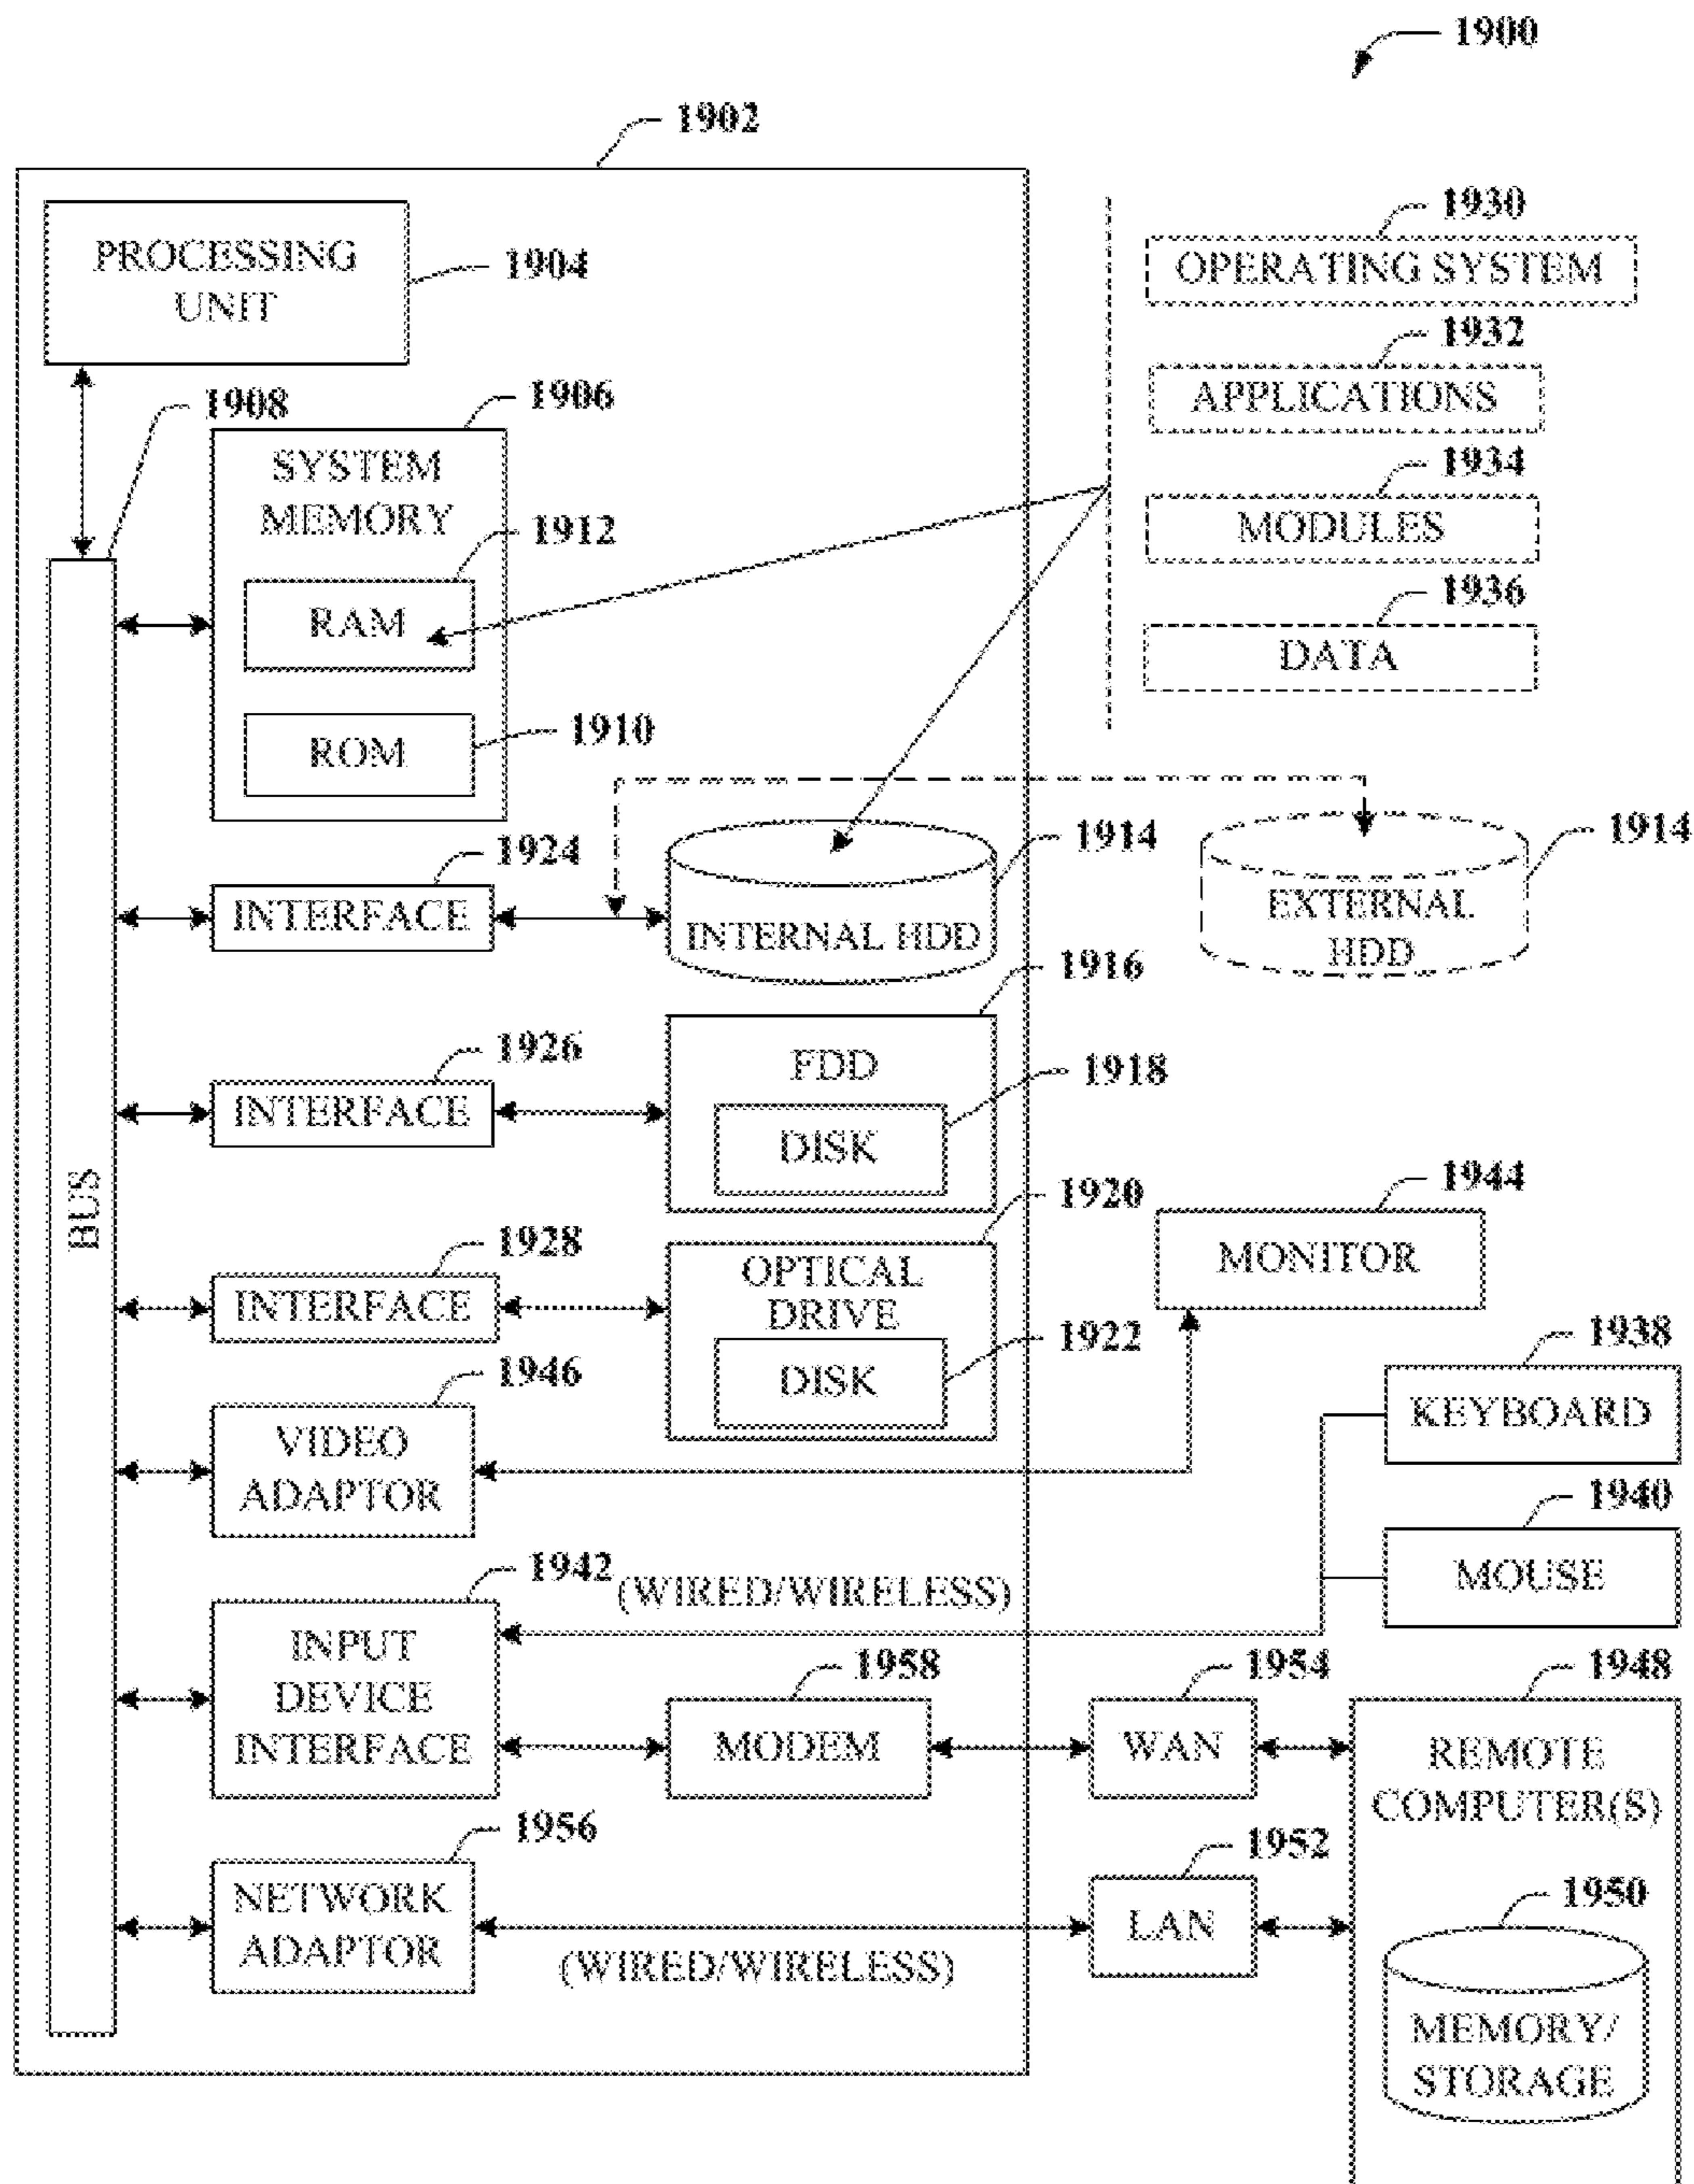 1900
1902
PROCESSING
UNIT
1904
1930
OPERATING SYSTEM
1932
APPLICATIONS
1934
MODULES
1936
DATA
1908
1906
SYSTEM
MEMORY
1912
RAM
1910
ROM
1924
INTERFACE
1914
INTERNAL HDD
1914
EXTERNAL
HDD
1926
INTERFACE
1916
FDD
1918
DISK
BUS
1928
INTERFACE
1920
OPTICAL
DRIVE
1922
DISK
1944
MONITOR
1946
VIDEO
ADAPTOR
1938
KEYBOARD
1940
MOUSE
1942
(WIRED/WIRELESS)
INPUT
DEVICE
INTERFACE
1958
MODEM
1954
WAN
1948
REMOTE
COMPUTER(S)
1956
NETWORK
ADAPTOR
(WIRED/WIRELESS)
1952
LAN
1950
MEMORY/
STORAGE